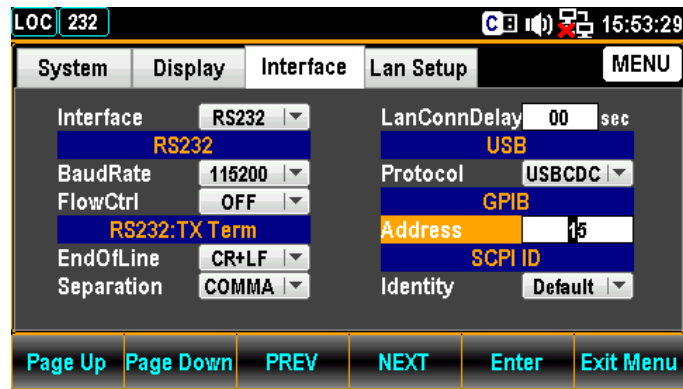 LOC 232 C 15:53:29
System Display Interface Lan Setup MENU
Interface RS232
RS232
BaudRate 115200
FlowCtrl OFF
RS232:TX Term
EndOfLine CR+LF
Separation COMMA
LanConnDelay 00 sec
USB
Protocol USBCDC
GPIB
Address 15
SCPI ID
Identity Default
Page Up Page Down PREV NEXT Enter Exit Menu